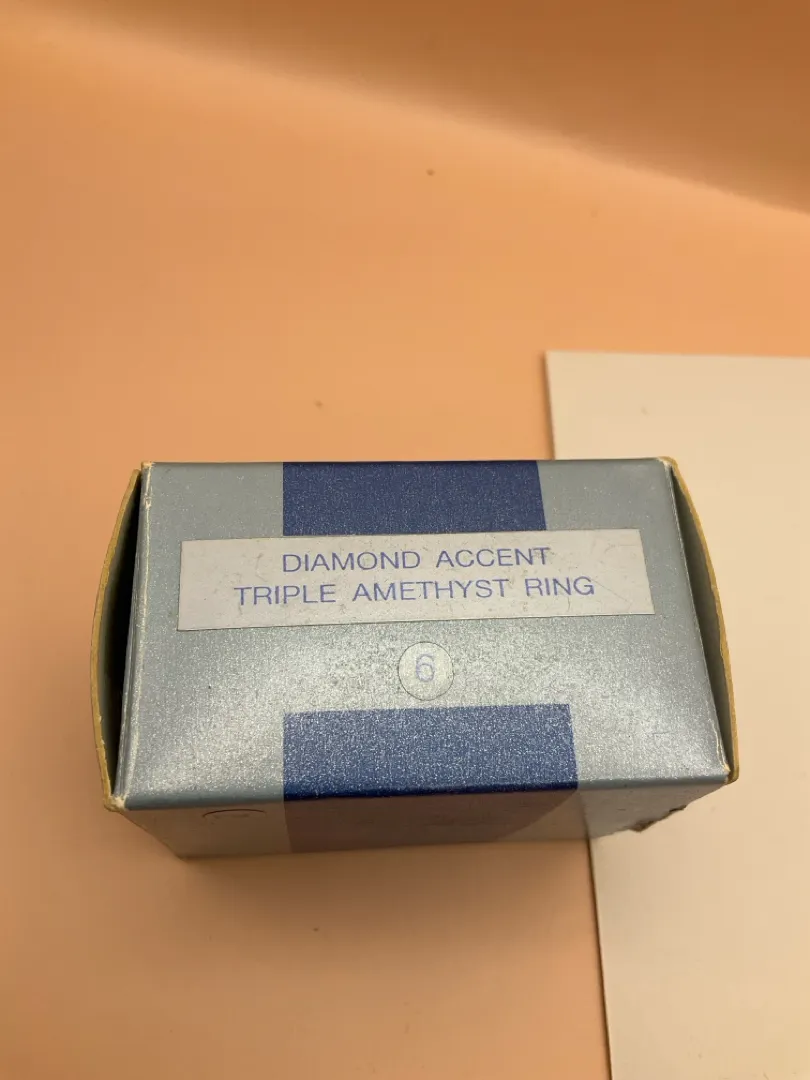 DIAMOND ACCENT
TRIPLE AMETHYST RING
6